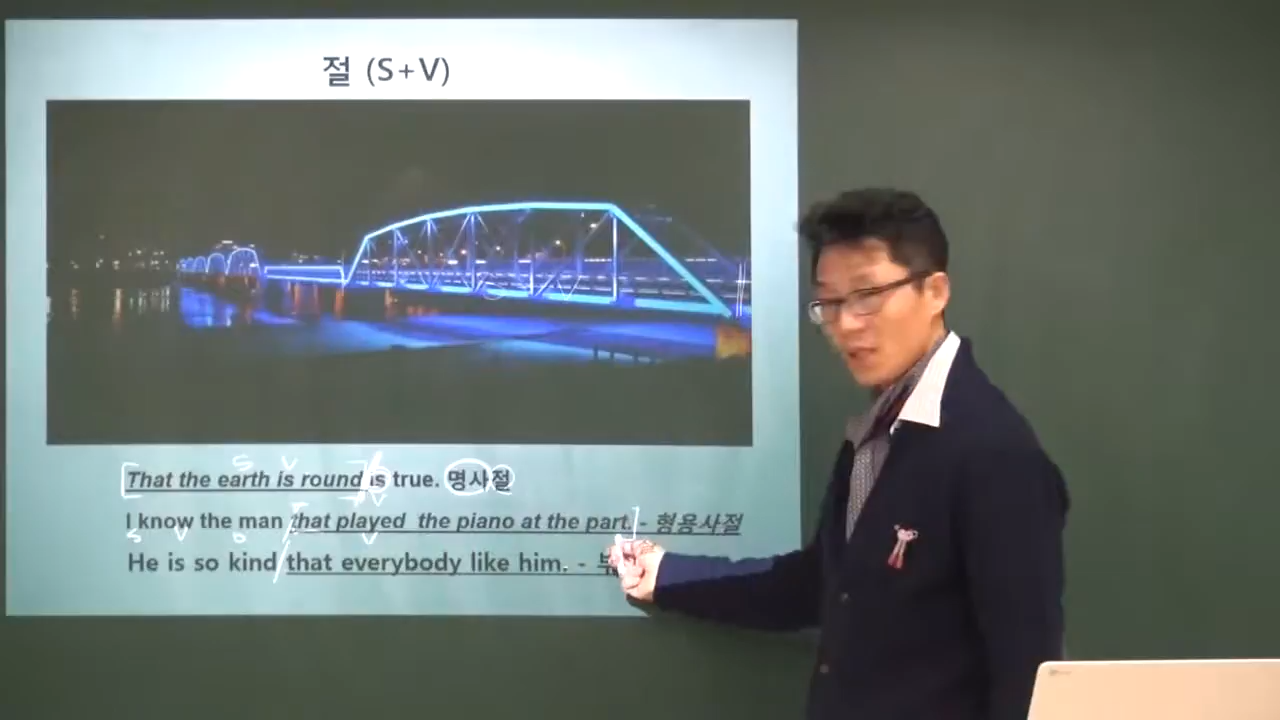 절 (S+V)
S V
That the earth is round is true. 명사절
V
I know the man that played the piano at the part. - 형용사절
S V o V
He is so kind that everybody like him. -